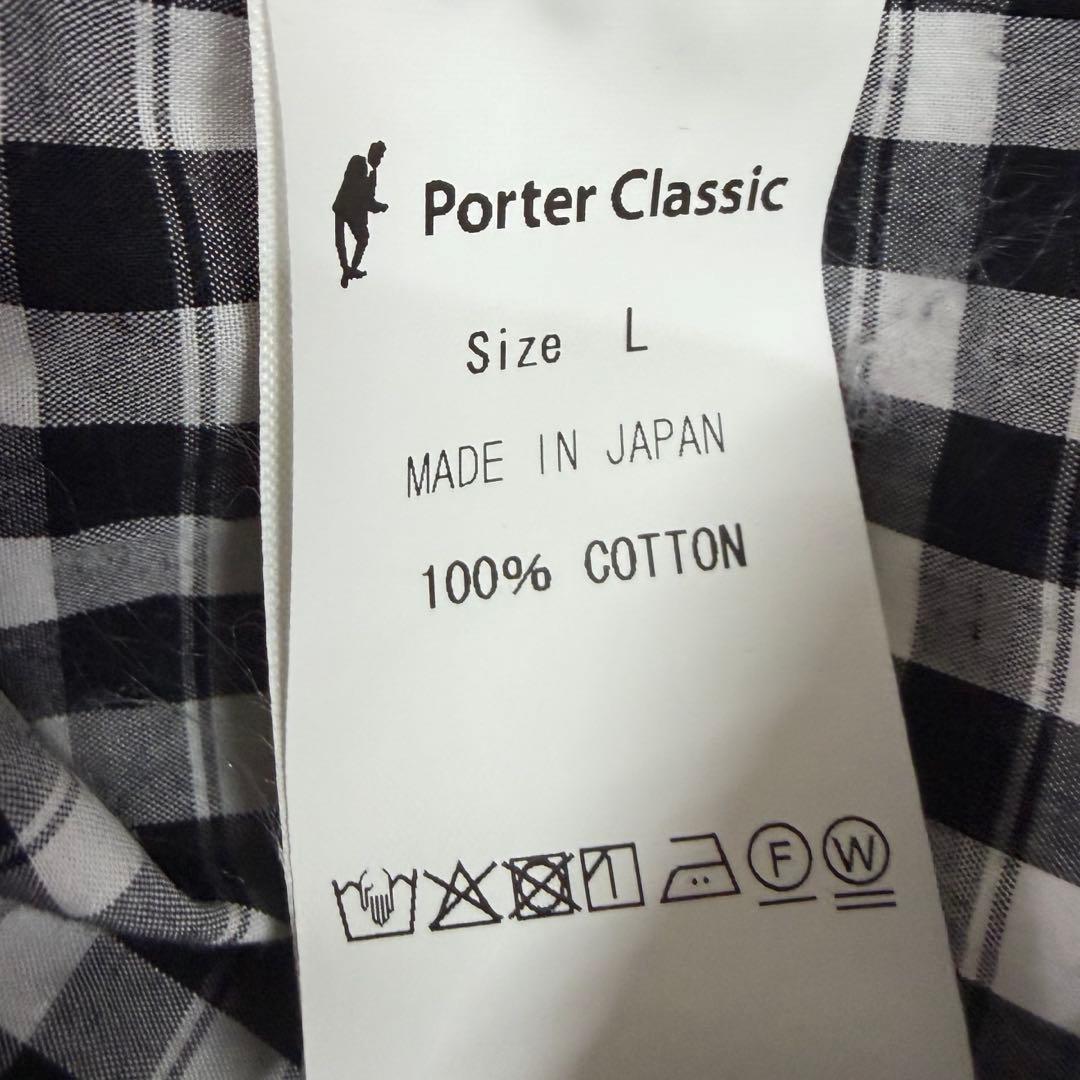 Porter Classic
Size L
MADE IN JAPAN
100% COTTON
F W